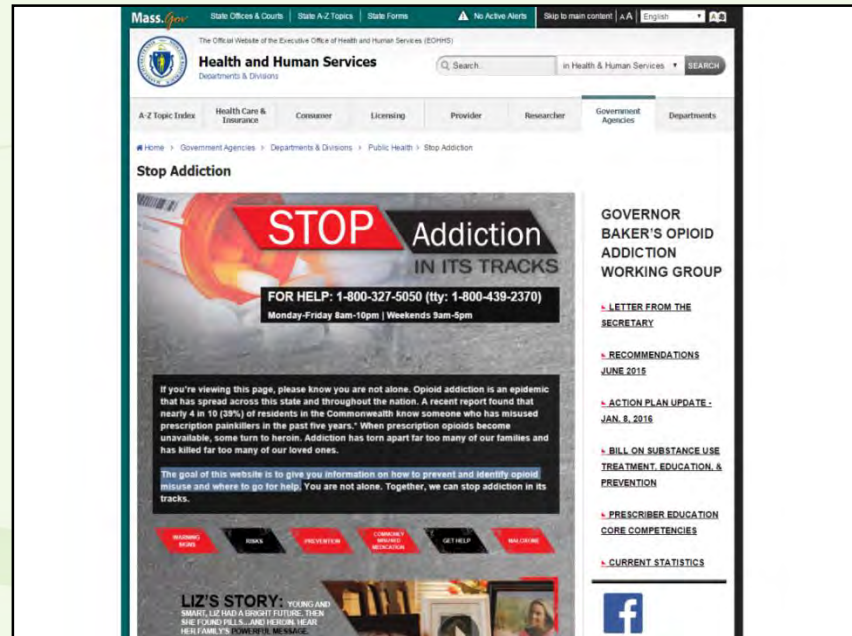 Mass.Gov State Offices & Courts State A-Z Topics State Forms No Active Alerts Skip to main content AA English
The Official Website of the Executive Office of Health and Human Services (EOHHS)
Health and Human Services
Departments & Divisions
Search.. in Health & Human Services SEARCH
A-Z Topic Index Health Care & Insurance Consumer Licensing Provider Researcher Government Agencies Departments
Home > Government Agencies > Departments & Divisions > Public Health > Stop Addiction
Stop Addiction
STOP Addiction
IN ITS TRACKS
FOR HELP: 1-800-327-5050 (tty: 1-800-439-2370)
Monday-Friday 8am-10pm | Weekends 9am-5pm
If you're viewing this page, please know you are not alone. Opioid addiction is an epidemic
that has spread across this state and throughout the nation. A recent report found that
nearly 4 in 10 (39%) of residents in the Commonwealth know someone who has misused
prescription painkillers in the past five years.* When prescription opioids become
unavailable, some turn to heroin. Addiction has torn apart far too many of our families and
has killed far too many of our loved ones.
The goal of this website is to give you information on how to prevent and identify opioid
misuse and where to go for help. You are not alone. Together, we can stop addiction in its
tracks.
WARNING SIGNS RISKS PREVENTION COMMONLY MISUSED MEDICATION GET HELP NALOXONE
LIZ'S STORY: YOUNG AND
SMART, LIZ HAD A BRIGHT FUTURE. THEN
SHE FOUND PILLS...AND HEROIN. HEAR
HER FAMILY'S POWERFUL MESSAGE.
GOVERNOR
BAKER'S OPIOID
ADDICTION
WORKING GROUP
LETTER FROM THE
SECRETARY
RECOMMENDATIONS
JUNE 2015
ACTION PLAN UPDATE -
JAN. 8, 2016
BILL ON SUBSTANCE USE
TREATMENT, EDUCATION, &
PREVENTION
PRESCRIBER EDUCATION
CORE COMPETENCIES
CURRENT STATISTICS